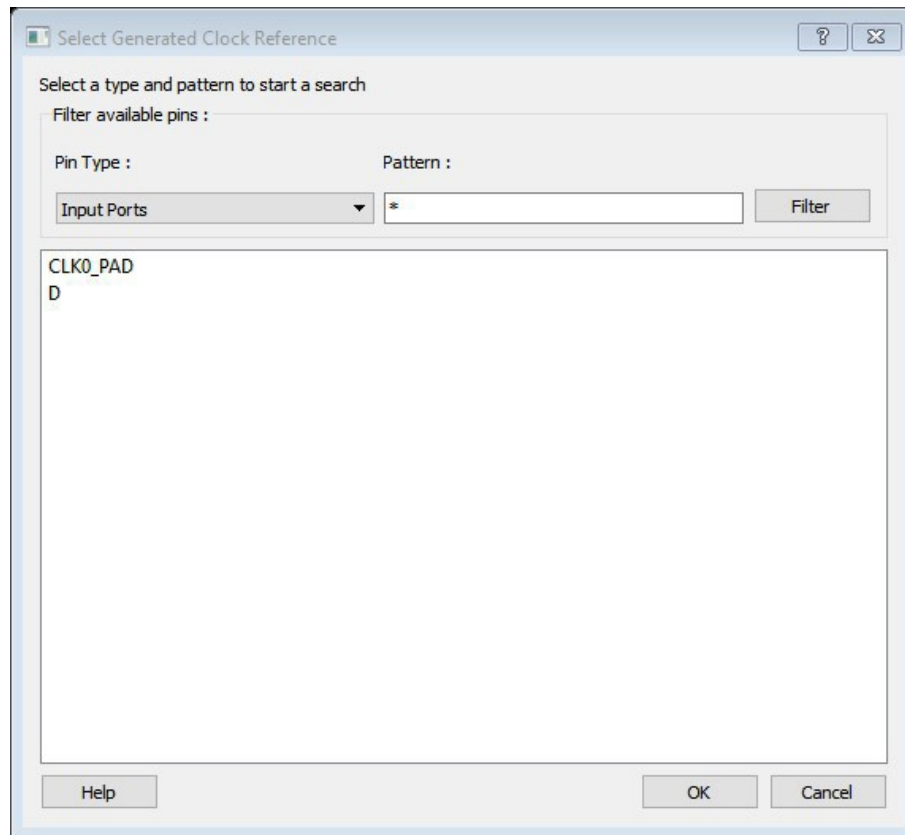 Select Generated Clock Reference
Select a type and pattern to start a search
Filter available pins :
Pin Type : Pattern :
Input Ports * Filter
CLK0_PAD
D
Help OK Cancel